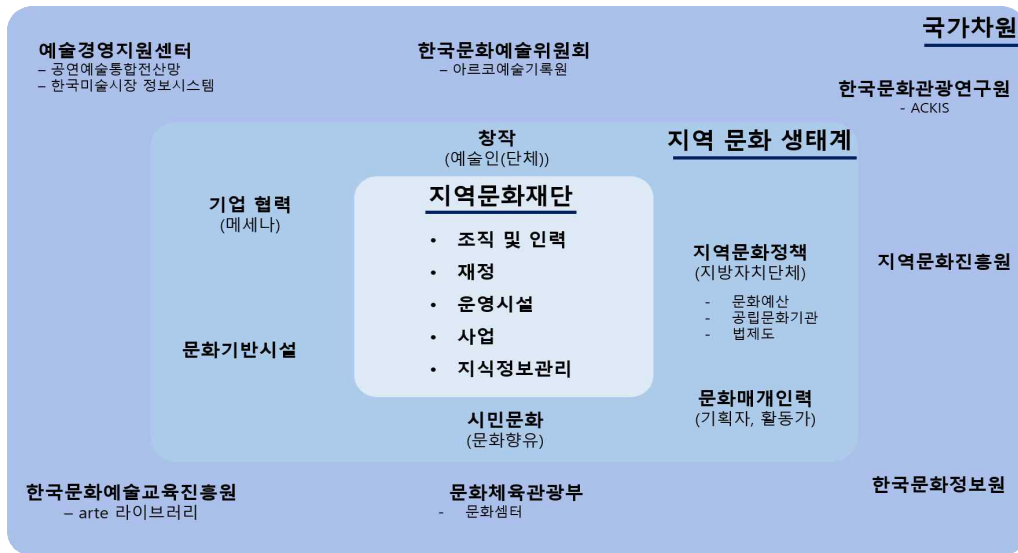 국가차원
예술경영지원센터
– 공연예술통합전산망
– 한국미술시장 정보시스템
한국문화예술위원회
– 아르코예술기록원
한국문화관광연구원
- ACKIS
창작
(예술인(단체))
지역 문화 생태계
기업 협력
(메세나)
지역문화재단
• 조직 및 인력
• 재정
• 운영시설
• 사업
• 지식정보관리
지역문화정책
(지방자치단체)
- 문화예산
- 공립문화기관
- 법제도
지역문화진흥원
문화기반시설
시민문화
(문화향유)
문화매개인력
(기획자, 활동가)
한국문화예술교육진흥원
– arte 라이브러리
문화체육관광부
- 문화셈터
한국문화정보원